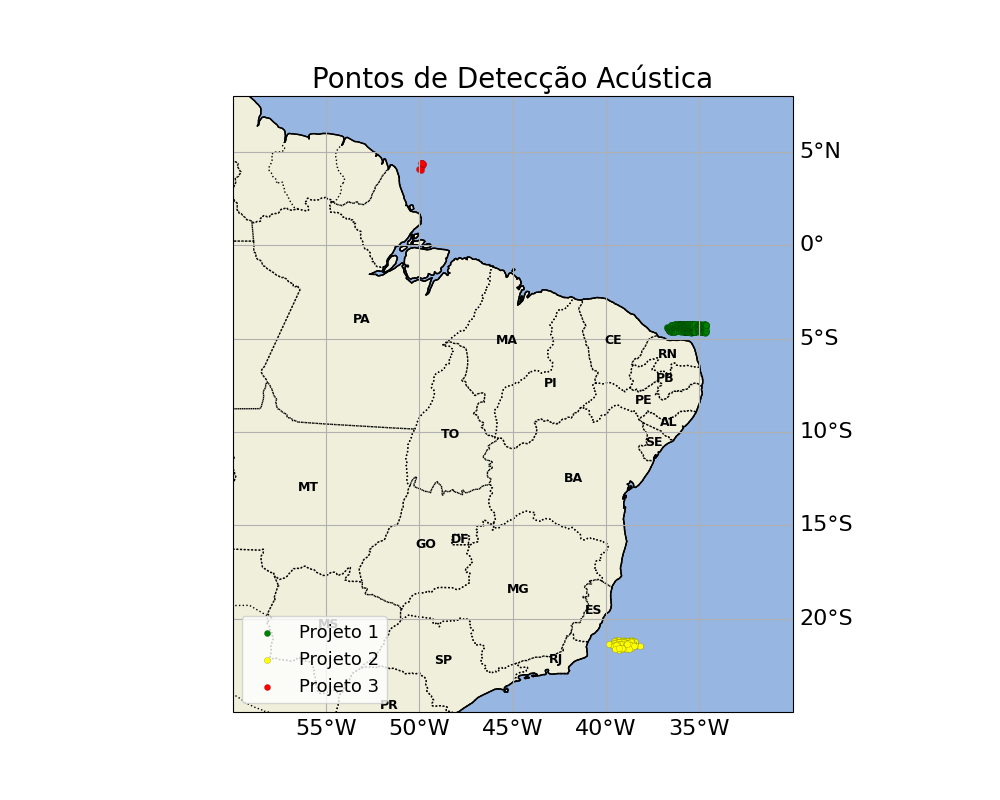 Pontos de Detecção Acústica
5°N
0°
5°S
10°S
15°S
20°S
PA
MA
CE
RN
PB
PI
PE
AL
SE
TO
BA
MT
GO
DF
MG
ES
MS
SP
RJ
PR
Projeto 1
Projeto 2
Projeto 3
55°W
50°W
45°W
40°W
35°W